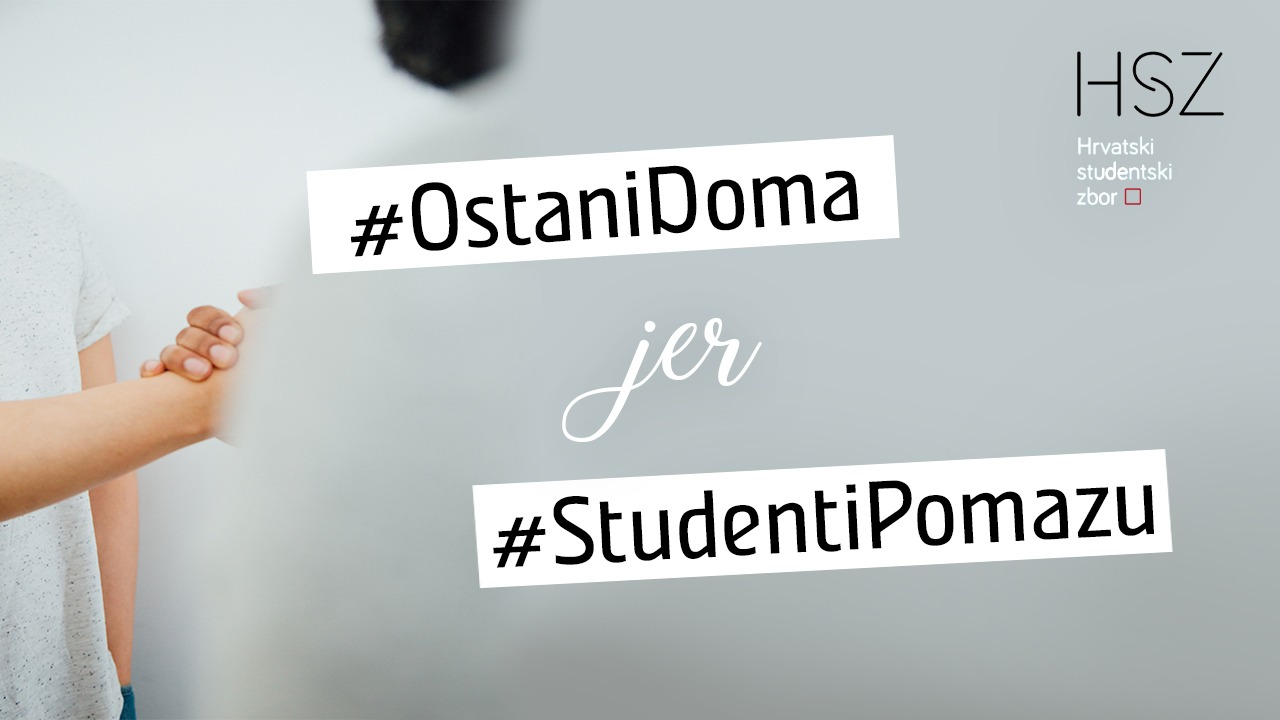 HSZ
Hrvatski
studentski
zbor
#OstaniDoma
jer
#StudentiPomazu